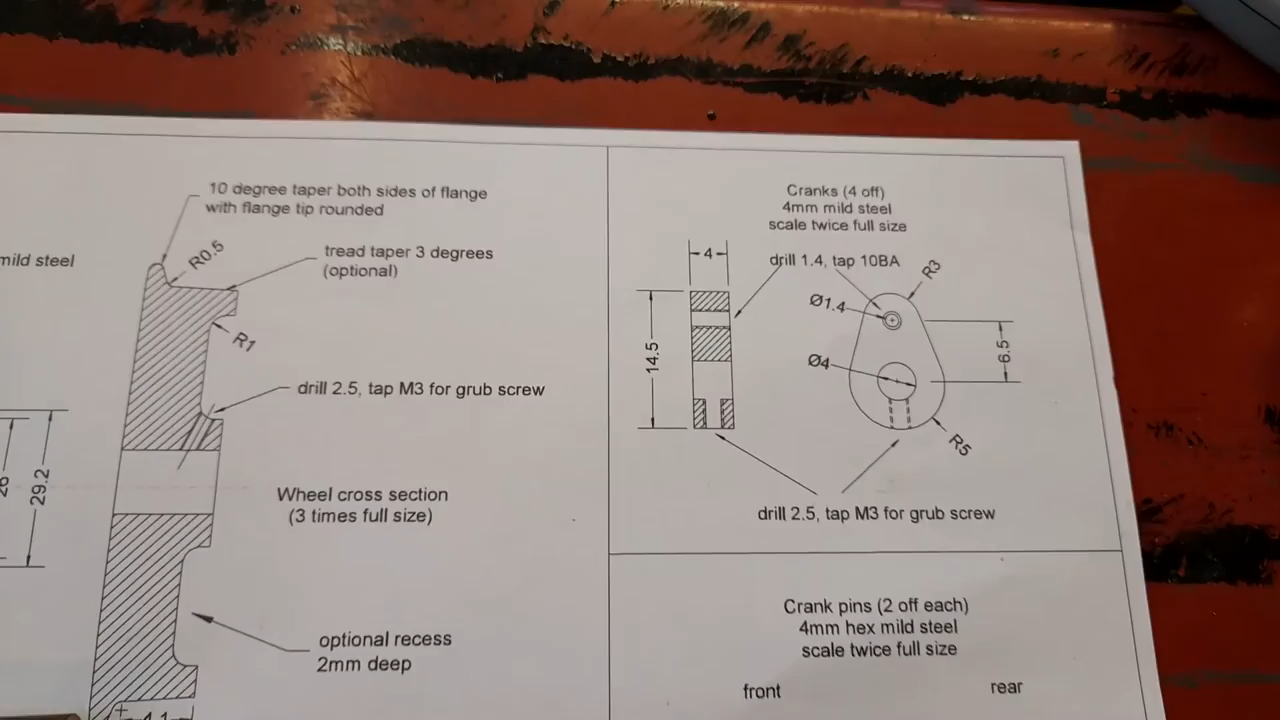 10 degree taper both sides of flange
with flange tip rounded
R0.5
tread taper 3 degrees
(optional)
mild steel
R1
drill 2.5, tap M3 for grub screw
26
29.2
Wheel cross section
(3 times full size)
optional recess
2mm deep
4.1
Cranks (4 off)
4mm mild steel
scale twice full size
4
drill 1.4, tap 10BA
R3
Ø1.4
14.5
6.5
Ø4
R5
drill 2.5, tap M3 for grub screw
Crank pins (2 off each)
4mm hex mild steel
scale twice full size
front
rear